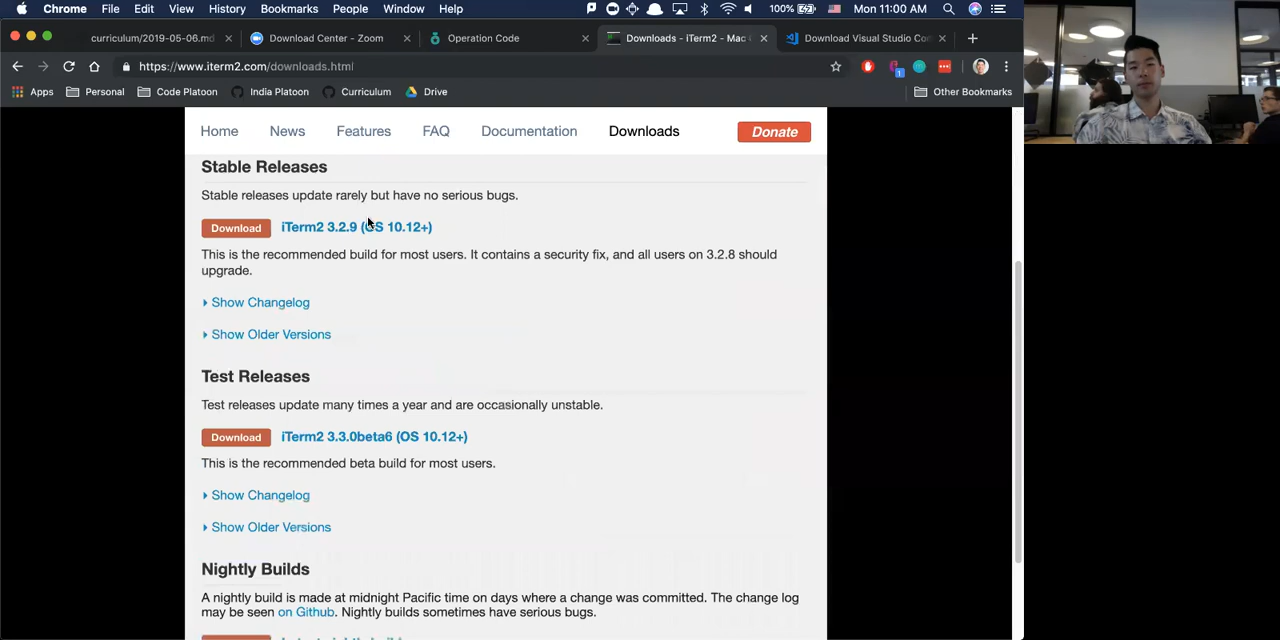 Chrome File Edit View History Bookmarks People Window Help 100% Mon 11:00 AM
curriculum/2019-05-06.md Download Center - Zoom Operation Code Downloads - iTerm2 - Mac Download Visual Studio Co
https://www.iterm2.com/downloads.html 1
Apps Personal Code Platoon India Platoon Curriculum Drive Other Bookmarks
Home News Features FAQ Documentation Downloads Donate
Stable Releases
Stable releases update rarely but have no serious bugs.
Download iTerm2 3.2.9 (OS 10.12+)
This is the recommended build for most users. It contains a security fix, and all users on 3.2.8 should
upgrade.
Show Changelog
Show Older Versions
Test Releases
Test releases update many times a year and are occasionally unstable.
Download iTerm2 3.3.0beta6 (OS 10.12+)
This is the recommended beta build for most users.
Show Changelog
Show Older Versions
Nightly Builds
A nightly build is made at midnight Pacific time on days where a change was committed. The change log
may be seen on Github. Nightly builds sometimes have serious bugs.